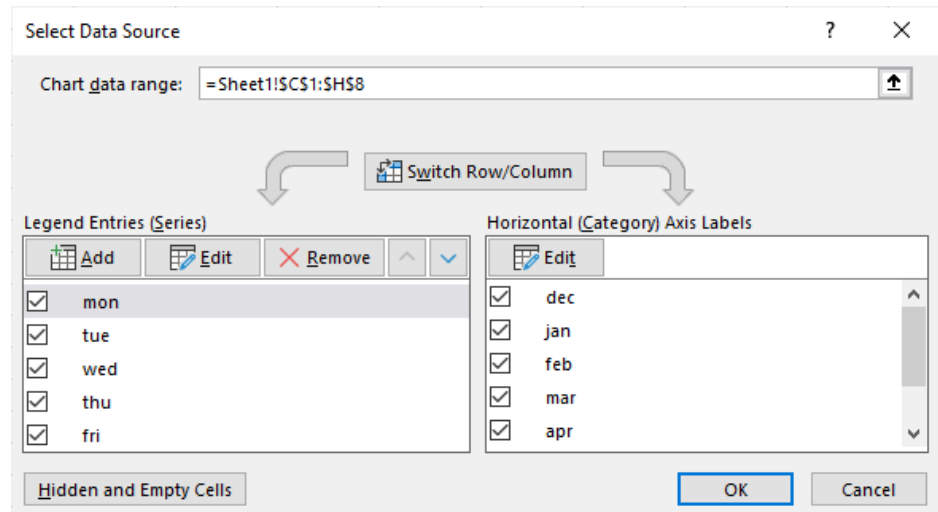 Select Data Source ? ×
Chart data range: =Sheet1!$C$1:$H$8
Switch Row/Column
Legend Entries (Series)
Add Edit Remove
mon
tue
wed
thu
fri
Horizontal (Category) Axis Labels
Edit
dec
jan
feb
mar
apr
Hidden and Empty Cells
OK Cancel